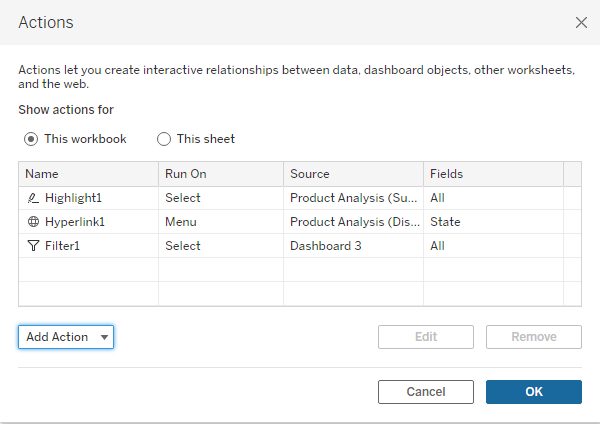 Actions
Actions let you create interactive relationships between data, dashboard objects, other worksheets,
and the web.
Show actions for
This workbook This sheet
Name Run On Source Fields
Highlight1 Select Product Analysis (Su... All
Hyperlink1 Menu Product Analysis (Dis... State
Filter1 Select Dashboard 3 All
Add Action Edit Remove
Cancel OK